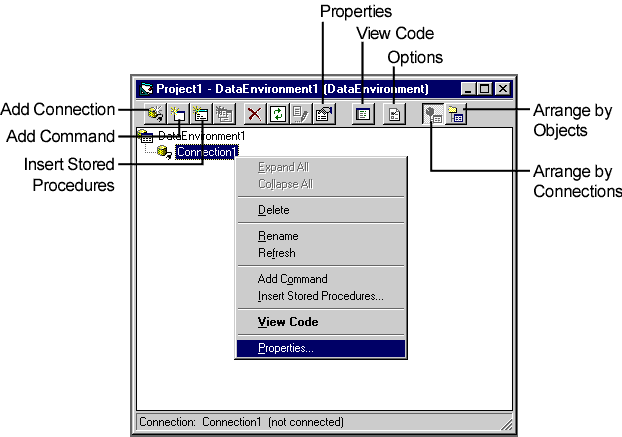 Properties
View Code
Options
Add Connection
Add Command
Insert Stored
Procedures
Arrange by
Objects
Arrange by
Connections
Project1 - DataEnvironment1 (DataEnvironment)
DataEnvironment1
Connection1
Expand All
Collapse All
Delete
Rename
Refresh
Add Command
Insert Stored Procedures...
View Code
Properties...
Connection: Connection1 (not connected)